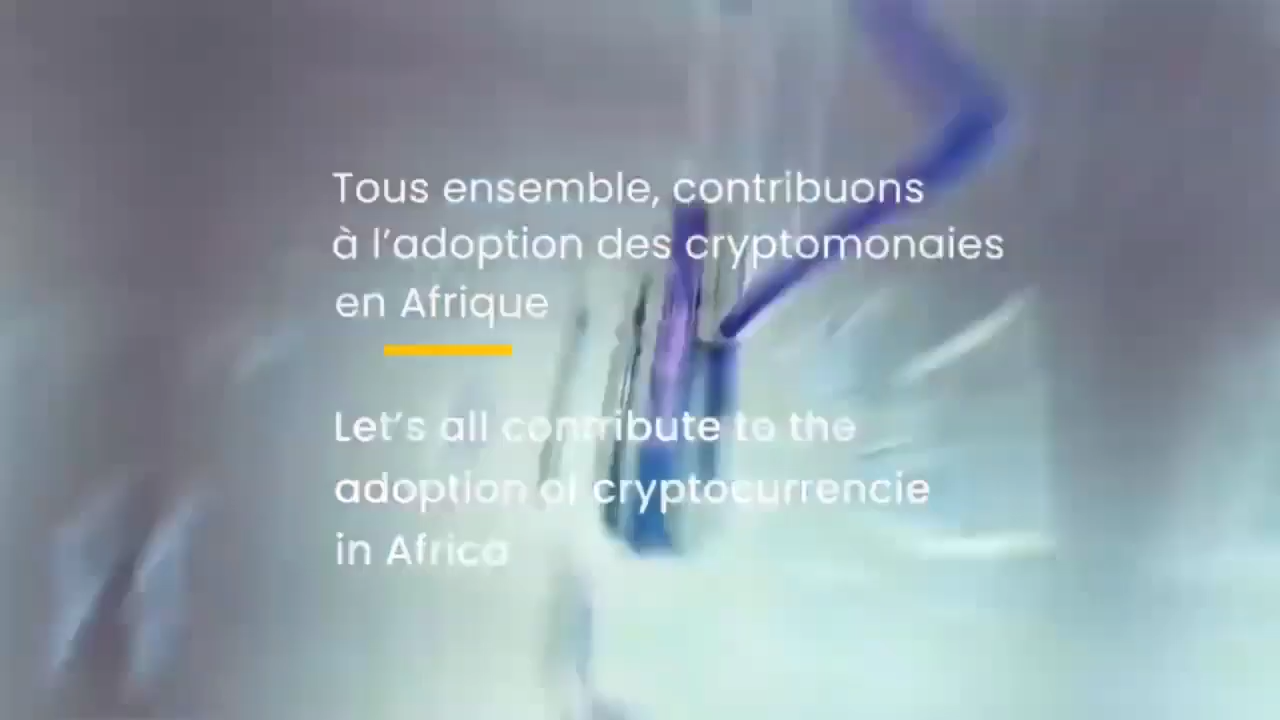 Tous ensemble, contribuons
à l’adoption des cryptomonaies
en Afrique
Let’s all contribute to the
adoption of cryptocurrencie
in Africa